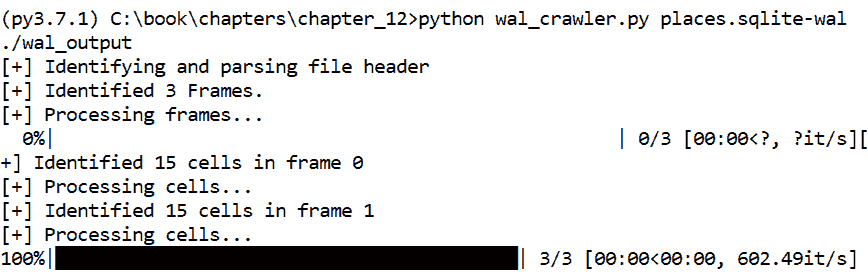 (py3.7.1) C:\book\chapters\chapter_12>python wal_crawler.py places.sqlite-wal
./wal_output
[+] Identifying and parsing file header
[+] Identified 3 Frames.
[+] Processing frames...
  0%|                                                  | 0/3 [00:00<?, ?it/s][
+] Identified 15 cells in frame 0
[+] Processing cells...
[+] Identified 15 cells in frame 1
[+] Processing cells...
100%|██████████████████████████████████████████| 3/3 [00:00<00:00, 602.49it/s]